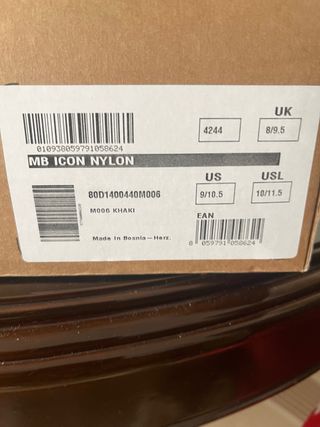 UK
010938059791058624
4244
8/9.5
MB ICON NYLON
US
USL
80D1400440M006
9/10.5
10/11.5
M006 KHAKI
EAN
Made In Bosnia-Herz.
8 059791 058624